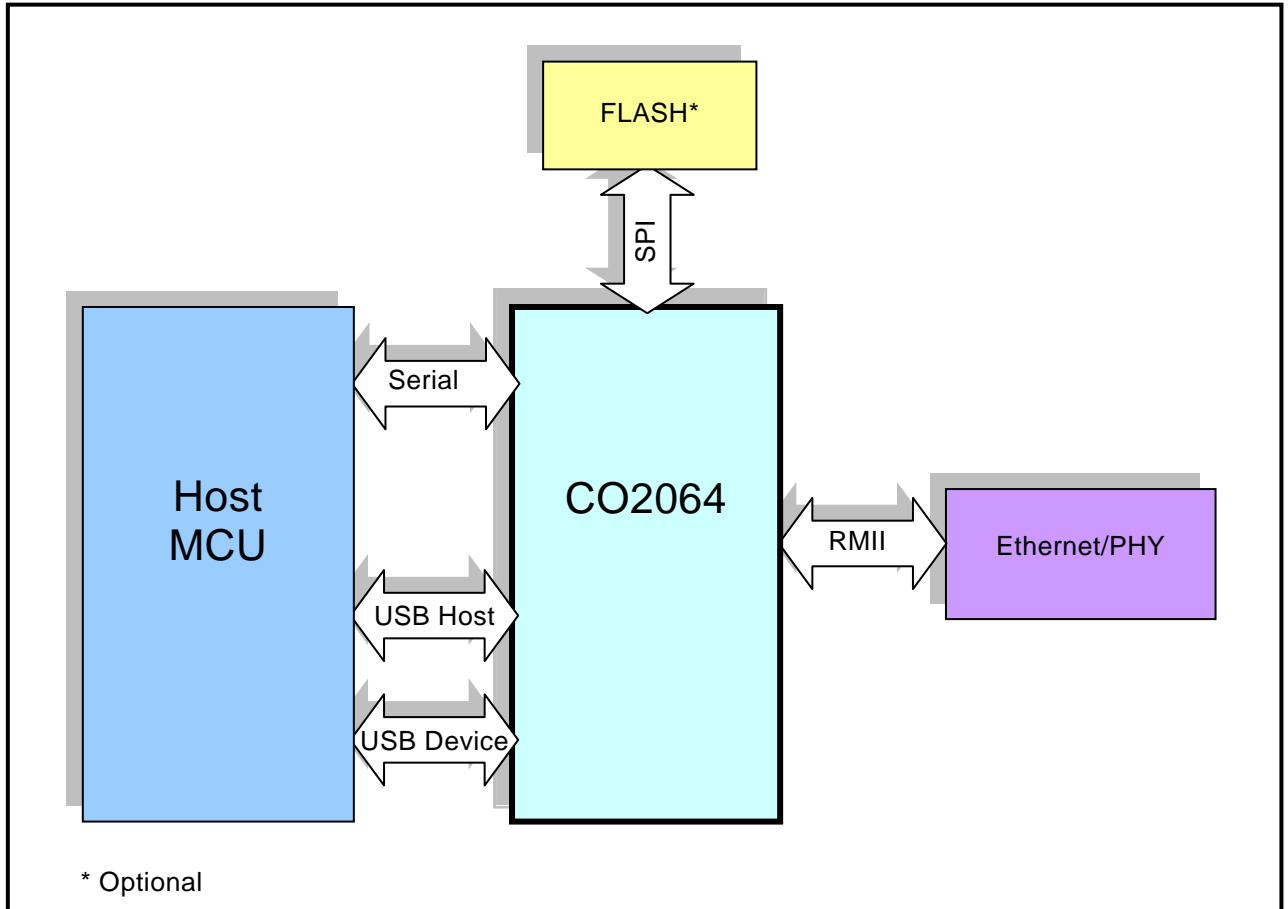 FLASH*
SPI
Serial
Host
MCU
CO2064
RMII
Ethernet/PHY
USB Host
USB Device
* Optional